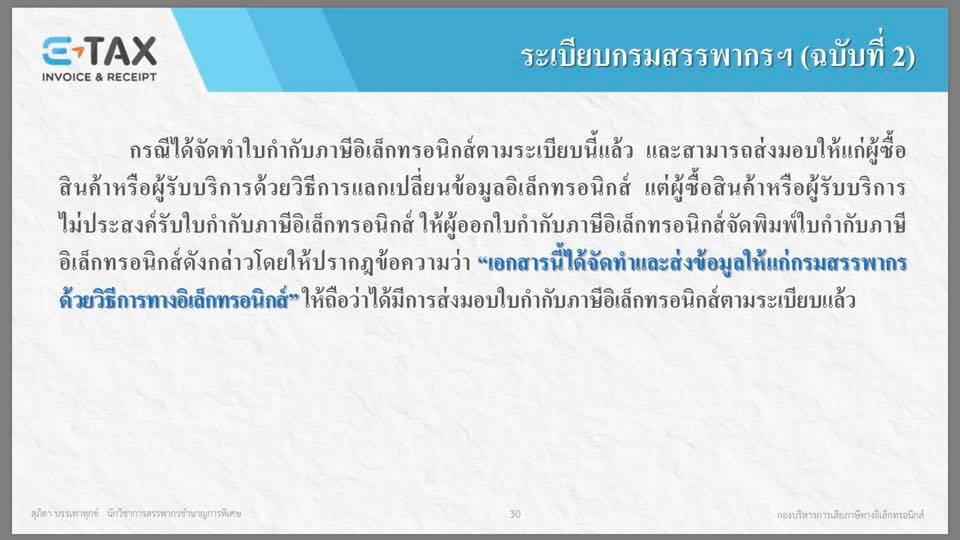 E-TAX
INVOICE & RECEIPT
ระเบียบกรมสรรพากรฯ (ฉบับที่ 2)
กรณีได้จัดทำใบกำกับภาษีอิเล็กทรอนิกส์ตามระเบียบนี้แล้ว และสามารถส่งมอบให้แก่ผู้ซื้อ
สินค้าหรือผู้รับบริการด้วยวิธีการแลกเปลี่ยนข้อมูลอิเล็กทรอนิกส์ แต่ผู้ซื้อสินค้าหรือผู้รับบริการ
ไม่ประสงค์รับใบกำกับภาษีอิเล็กทรอนิกส์ ให้ผู้ออกใบกำกับภาษีอิเล็กทรอนิกส์จัดพิมพ์ใบกำกับภาษี
อิเล็กทรอนิกส์ดังกล่าวโดยให้ปรากฎข้อความว่า “เอกสารนี้ได้จัดทำและส่งข้อมูลให้แก่กรมสรรพากร
ด้วยวิธีการทางอิเล็กทรอนิกส์” ให้ถือว่าได้มีการส่งมอบใบกำกับภาษีอิเล็กทรอนิกส์ตามระเบียบแล้ว
สุภิดา บรรเทาทุกข์ นักวิชาการสรรพากรชำนาญการพิเศษ
30
กองบริหารการเสียภาษีทางอิเล็กทรอนิกส์